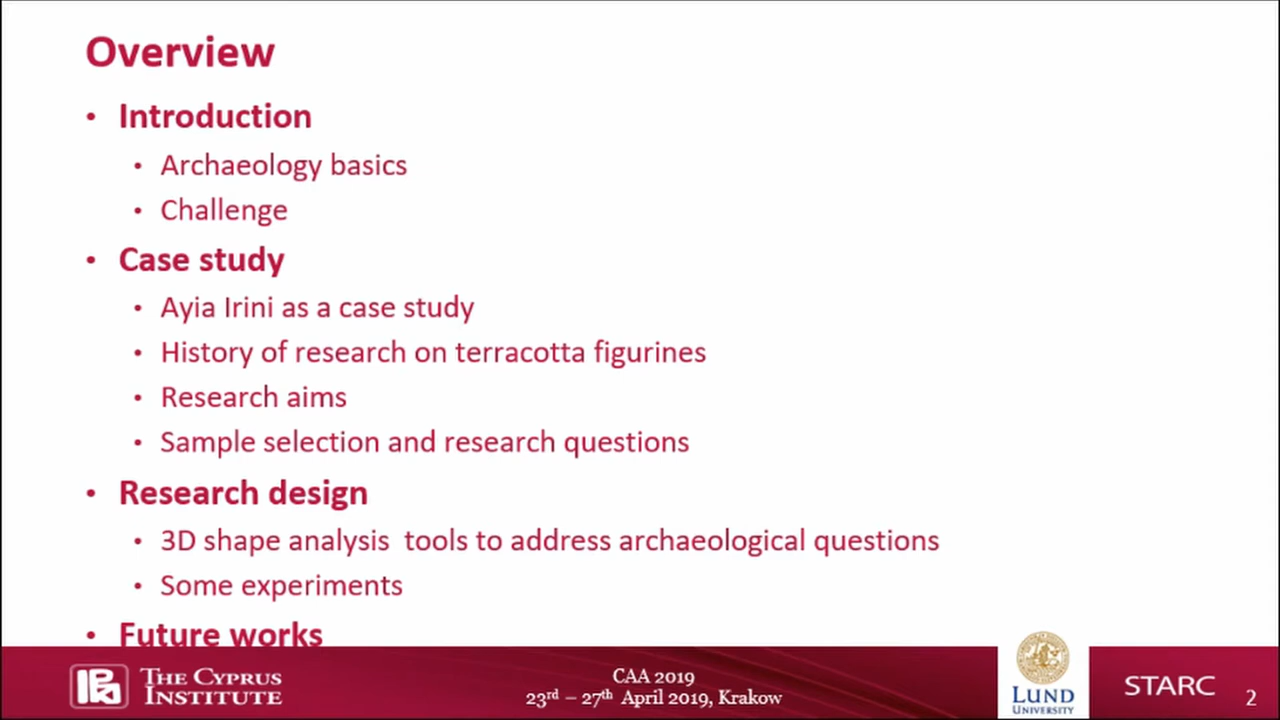 Overview
• Introduction
• Archaeology basics
• Challenge
• Case study
• Ayia Irini as a case study
• History of research on terracotta figurines
• Research aims
• Sample selection and research questions
• Research design
• 3D shape analysis  tools to address archaeological questions
• Some experiments
• Future works
THE CYPRUS
INSTITUTE
CAA 2019
23rd – 27th April 2019, Krakow
LUND
UNIVERSITY
STARC
2